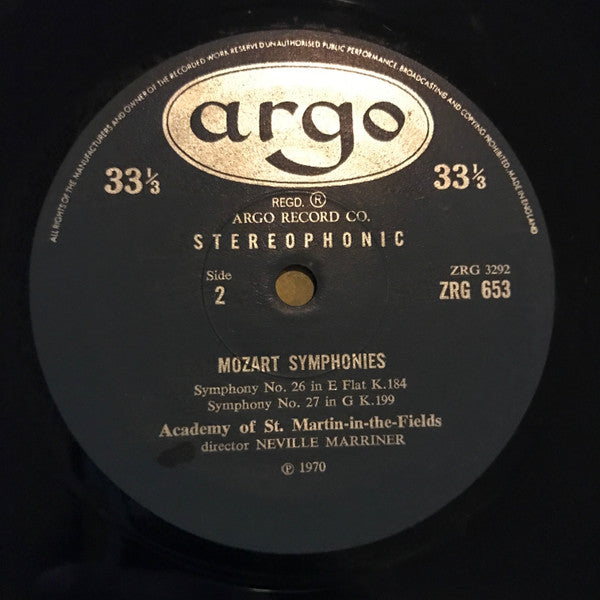 ALL RIGHTS OF THE MANUFACTURERS AND OWNER OF THE RECORDED WORK RESERVED UNAUTHORISED PUBLIC PERFORMANCE, BROADCASTING AND COPYING PROHIBITED. MADE IN ENGLAND
argo
33⅓ 33⅓
REGD. ®
ARGO RECORD CO.
STEREOPHONIC
Side ZRG 3292
2 ZRG 653
MOZART SYMPHONIES
Symphony No. 26 in E Flat K.184
Symphony No. 27 in G K.199
Academy of St. Martin-in-the-Fields
director NEVILLE MARRINER
℗ 1970